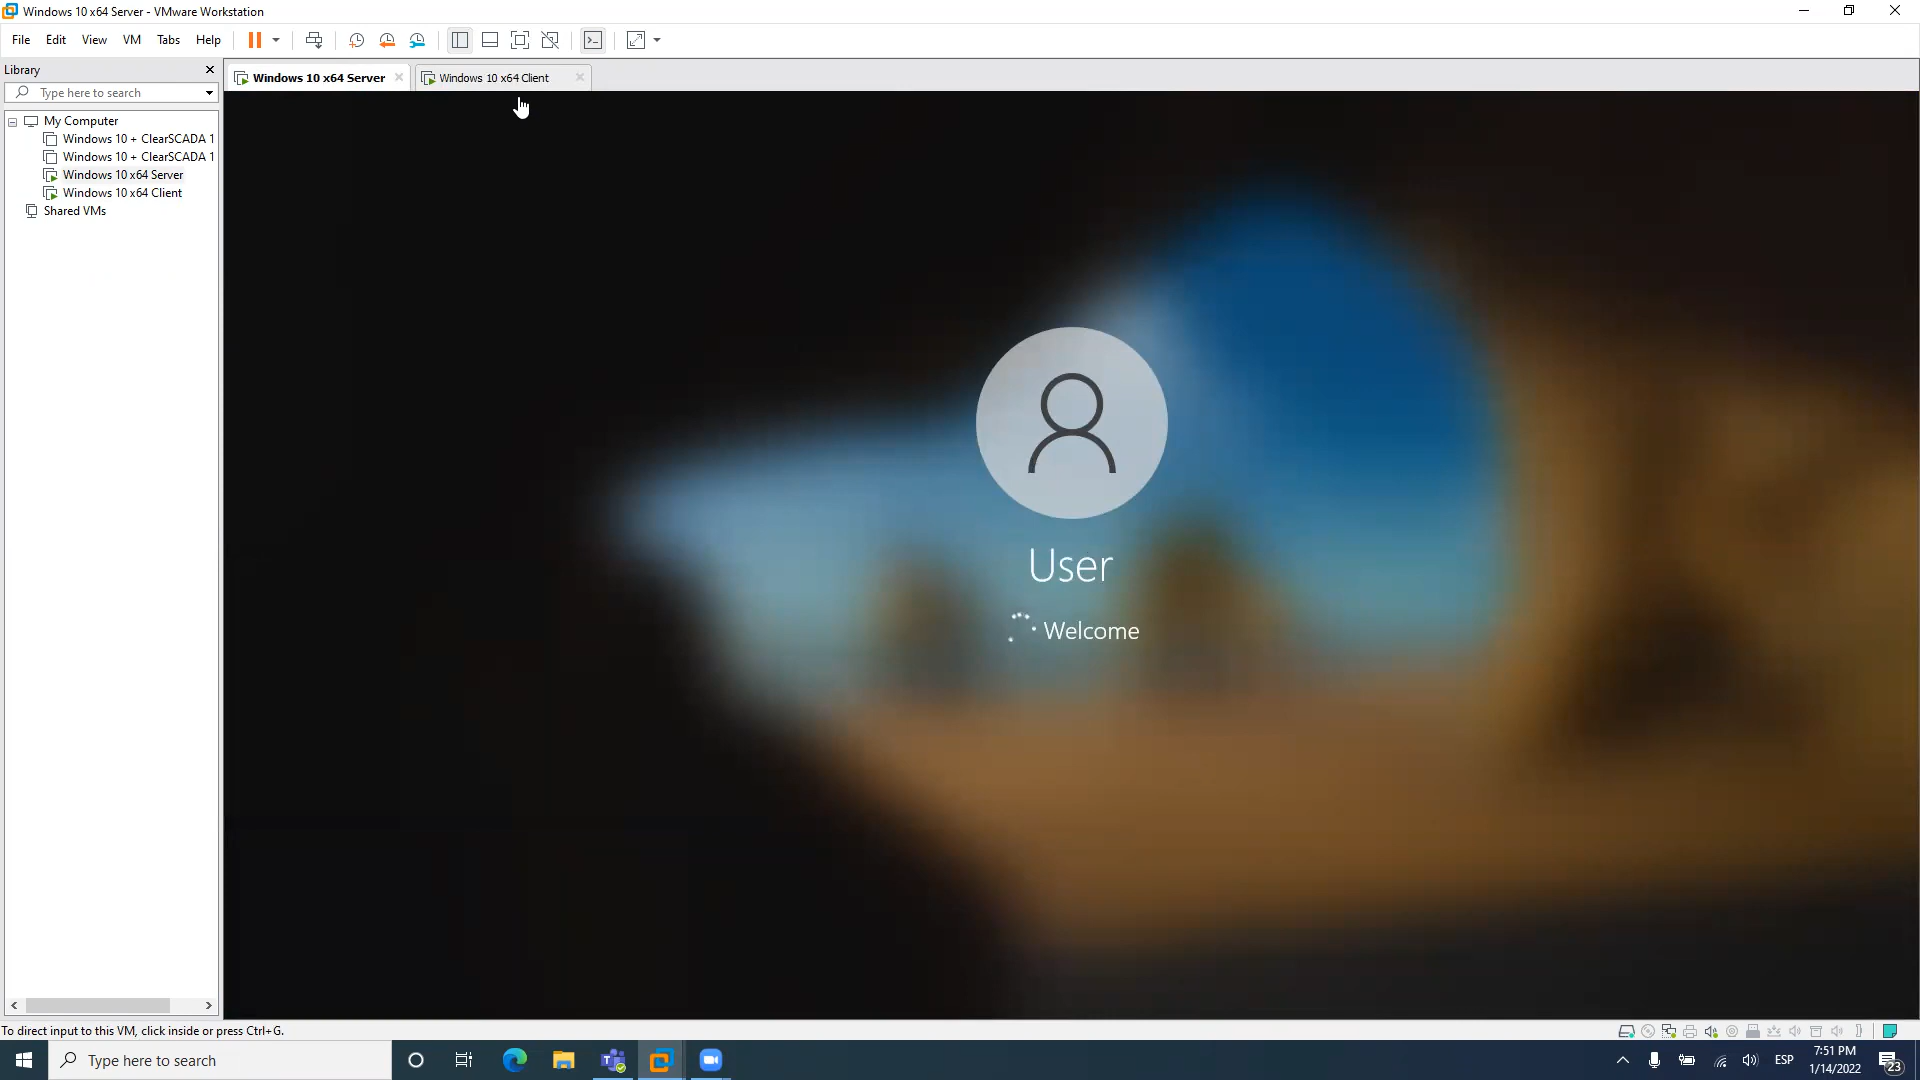 Windows 10 x64 Server - VMware Workstation
File Edit View VM Tabs Help
Library
Windows 10 x64 Server
Windows 10 x64 Client
Type here to search
My Computer
Windows 10 + ClearSCADA 1
Windows 10 + ClearSCADA 1
Windows 10 x64 Server
Windows 10 x64 Client
Shared VMs
User
Welcome
To direct input to this VM, click inside or press Ctrl+G.
Type here to search
ESP
7:51 PM
1/14/2022
23